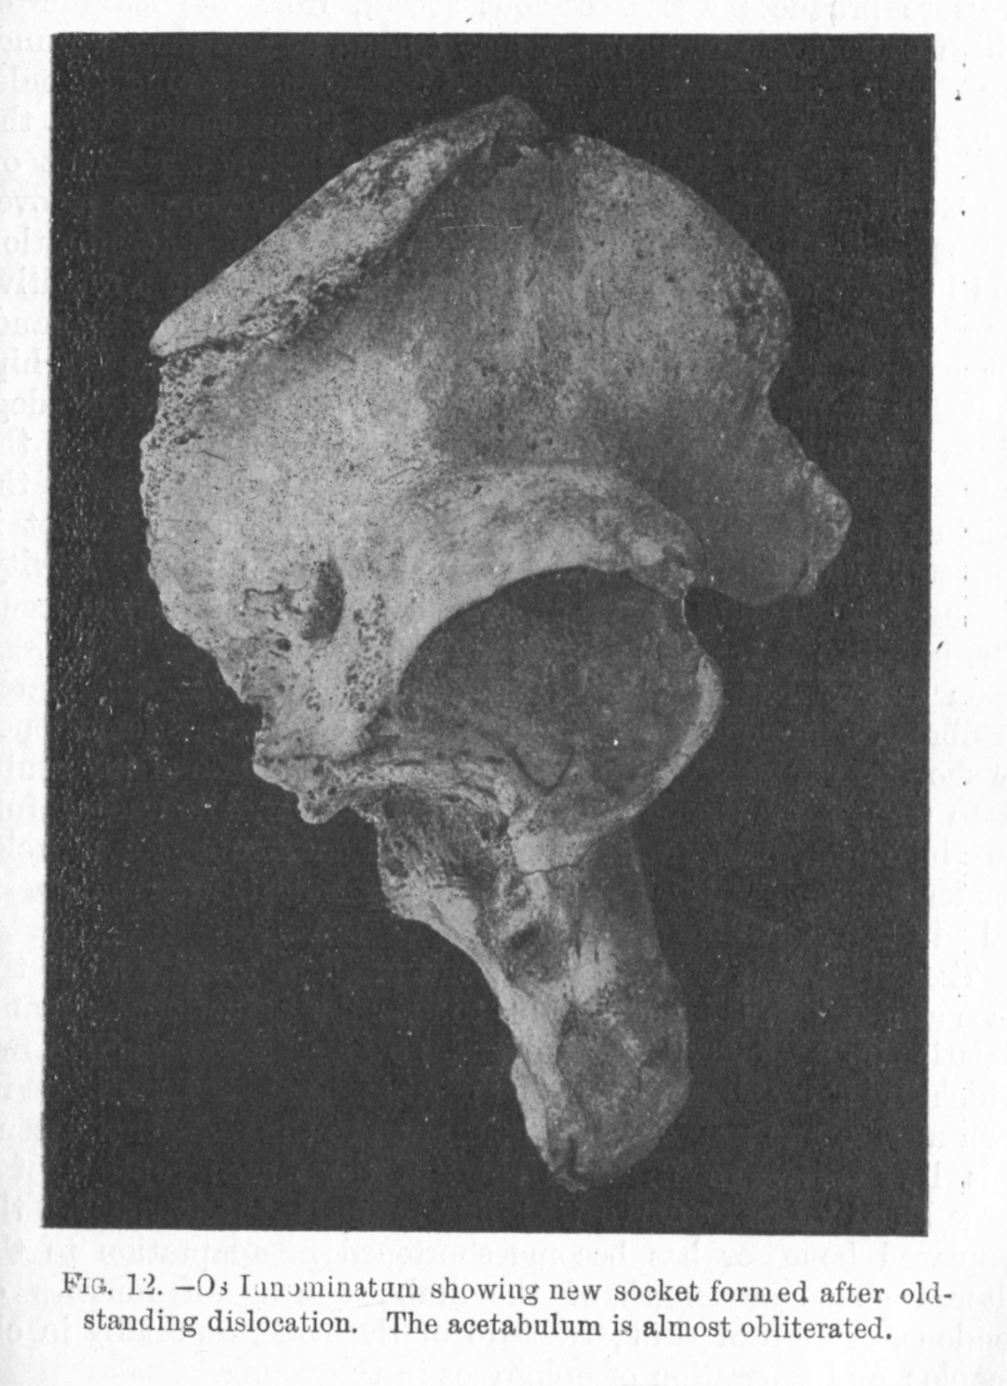 FIG. 12. —Os Innominatum showing new socket formed after old-
standing dislocation. The acetabulum is almost obliterated.